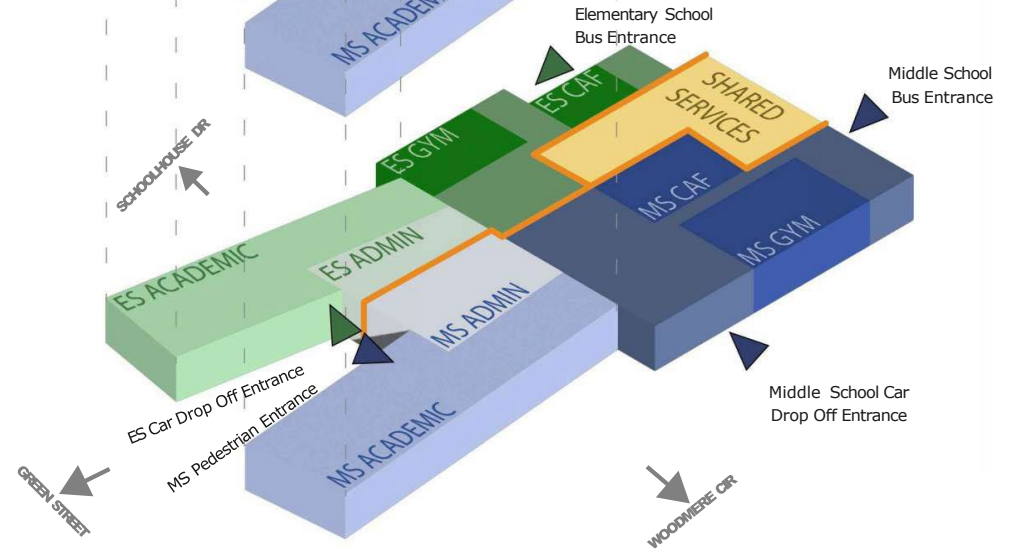 MS ACADEMIC
Elementary School
Bus Entrance
Middle School
Bus Entrance
ES CAF
SHARED
SERVICES
SCHOOLHOUSE DR
ES GYM
MS CAF
MS GYM
ES ADMIN
ES ACADEMIC
MS ADMIN
ES Car Drop Off Entrance
MS Pedestrian Entrance
Middle School Car
Drop Off Entrance
MS ACADEMIC
GREEN STREET
WOODMERE CIR